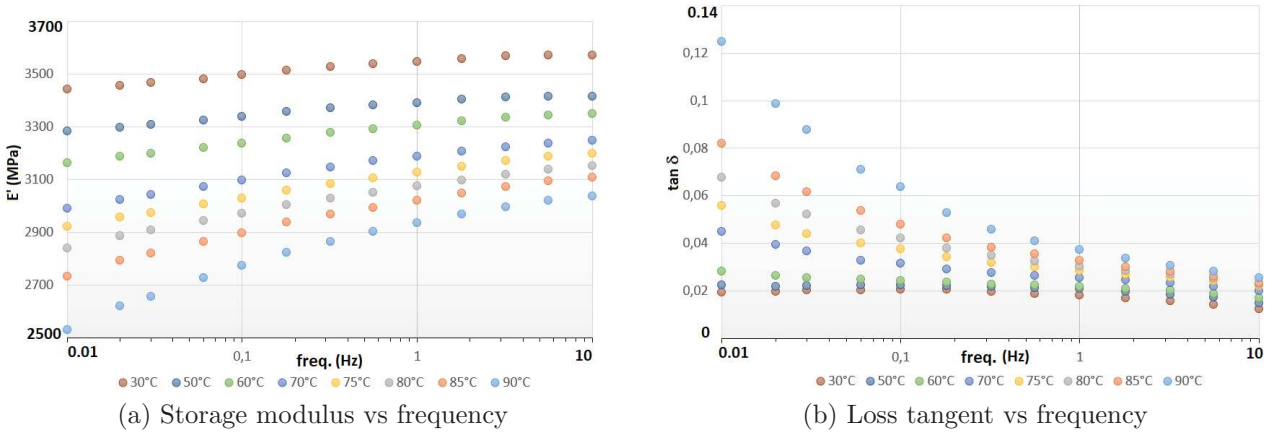 3700
3500
3300
3100
2900
2700
2500
E' (MPa)
0.01
0,1
1
10
freq. (Hz)
30°C 50°C 60°C 70°C 75°C 80°C 85°C 90°C
(a) Storage modulus vs frequency
0.14
0,12
0,1
0,08
0,06
0,04
0,02
0
tan δ
0.01
0,1
1
10
freq. (Hz)
30°C 50°C 60°C 70°C 75°C 80°C 85°C 90°C
(b) Loss tangent vs frequency